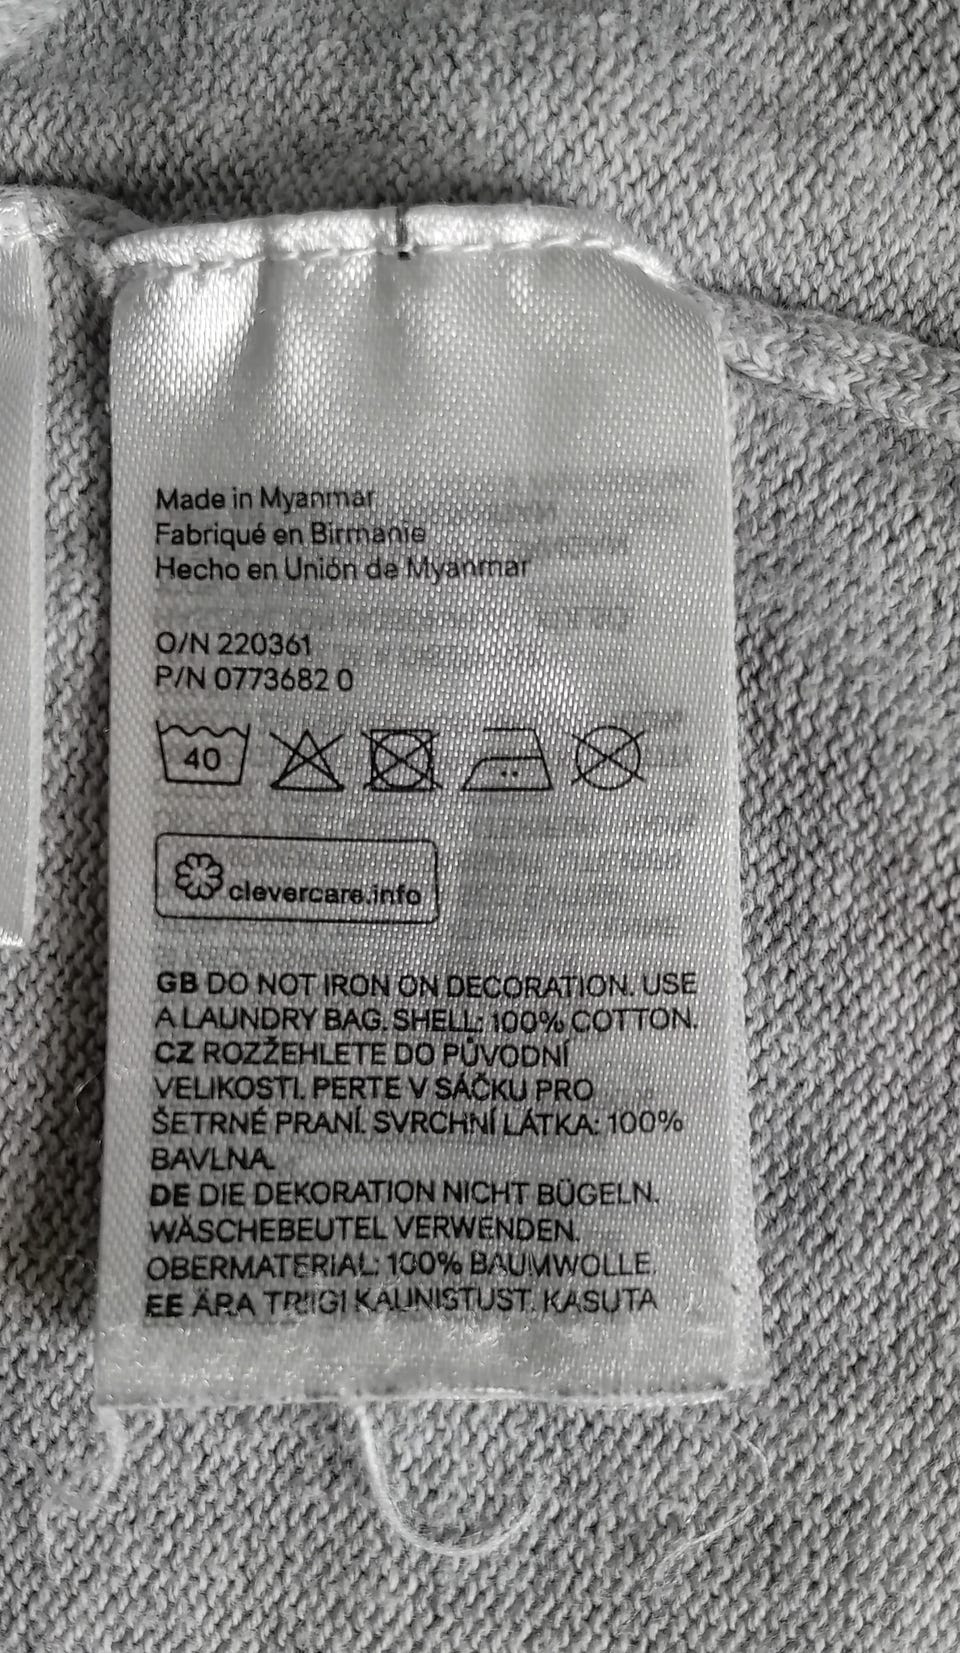 Made in Myanmar
Fabriqué en Birmanie
Hecho en Unión de Myanmar
O/N 220361
P/N 0773682 0
40
clevercare.info
GB DO NOT IRON ON DECORATION. USE
A LAUNDRY BAG. SHELL: 100% COTTON.
CZ ROZŽEHLETE DO PŮVODNÍ
VELIKOSTI. PERTE V SÁČKU PRO
ŠETRNÉ PRANÍ. SVRCHNÍ LÁTKA: 100%
BAVLNA.
DE DIE DEKORATION NICHT BÜGELN.
WÄSCHEBEUTEL VERWENDEN.
OBERMATERIAL: 100% BAUMWOLLE.
EE ÄRA TRIIGI KAUNISTUST. KASUTA